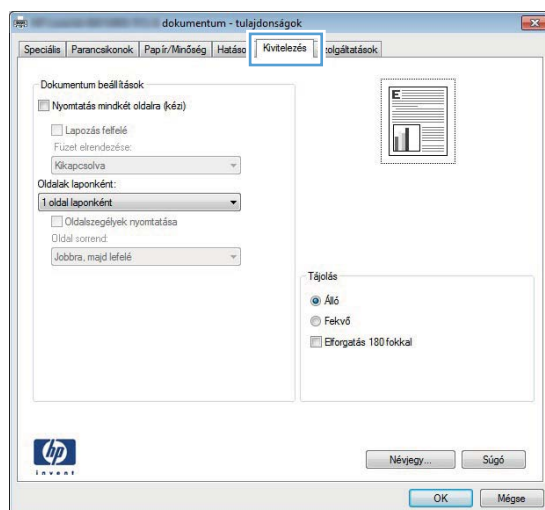 dokumentum - tulajdonságok
Speciális Parancsikonok Papír/Minőség Hatáso Kivitelezés zolgáltatások
Dokumentum beállítások
Nyomtatás mindkét oldalra (kézi)
Lapozás felfelé
Füzet elrendezése:
Kikapcsolva
Oldalak laponként:
1 oldal laponként
Oldalszegélyek nyomtatása
Oldal sorrend:
Jobbra, majd lefelé
E
Tájolás
Álló
Fekvő
Elforgatás 180 fokkal
hp
invent
Névjegy... Súgó
OK Mégse